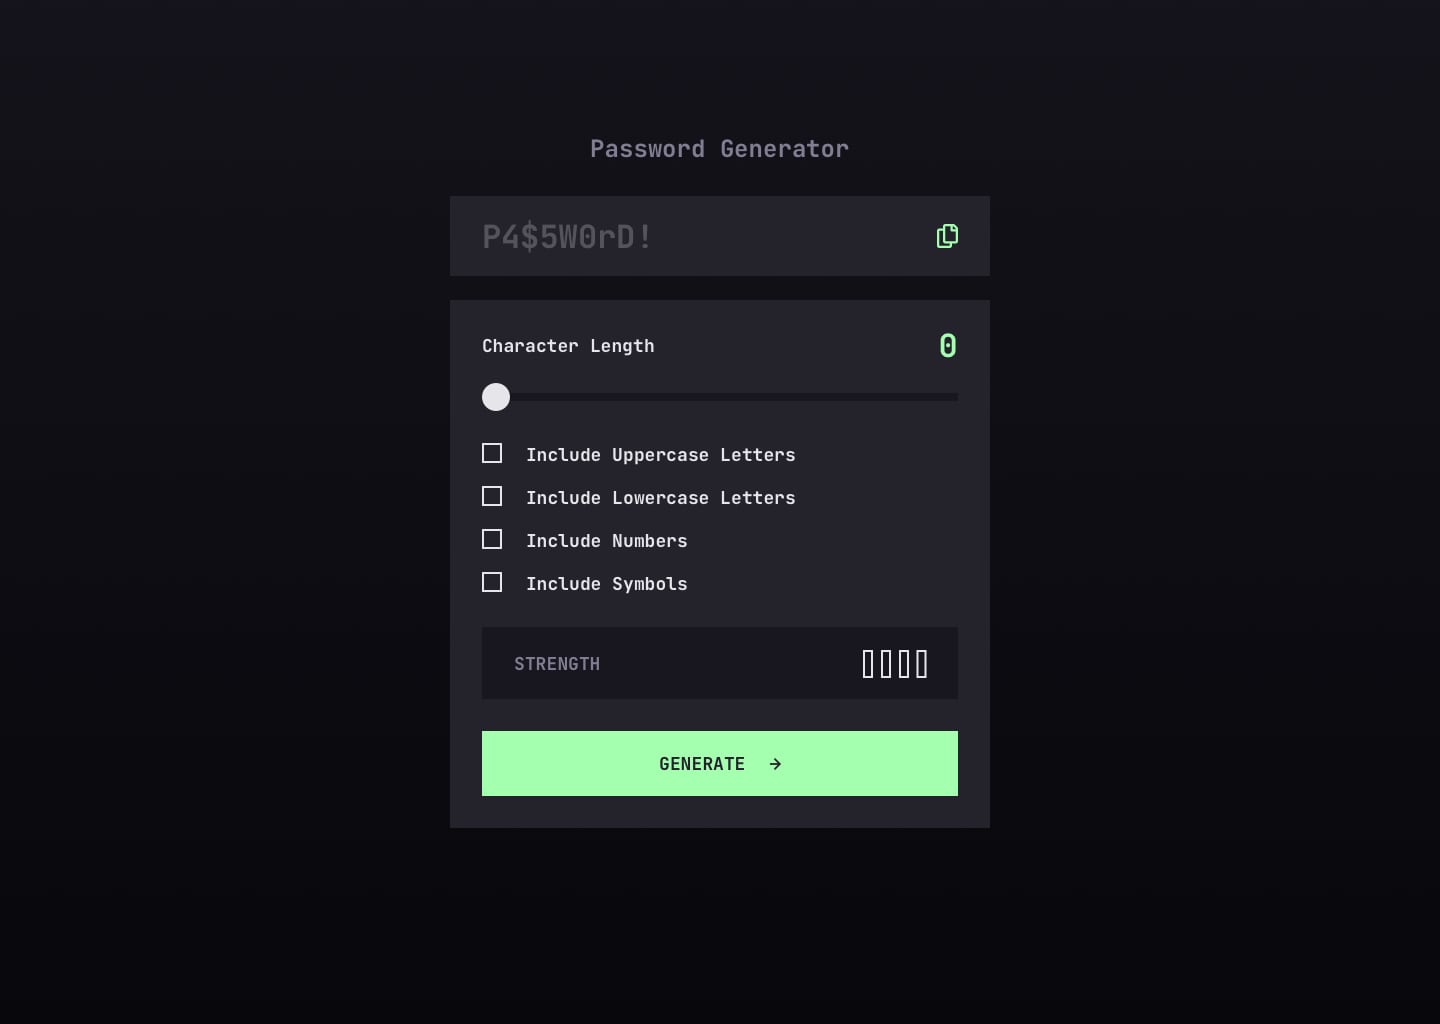 Password Generator
P4$5W0rD!
Character Length 0
Include Uppercase Letters
Include Lowercase Letters
Include Numbers
Include Symbols
STRENGTH
GENERATE →